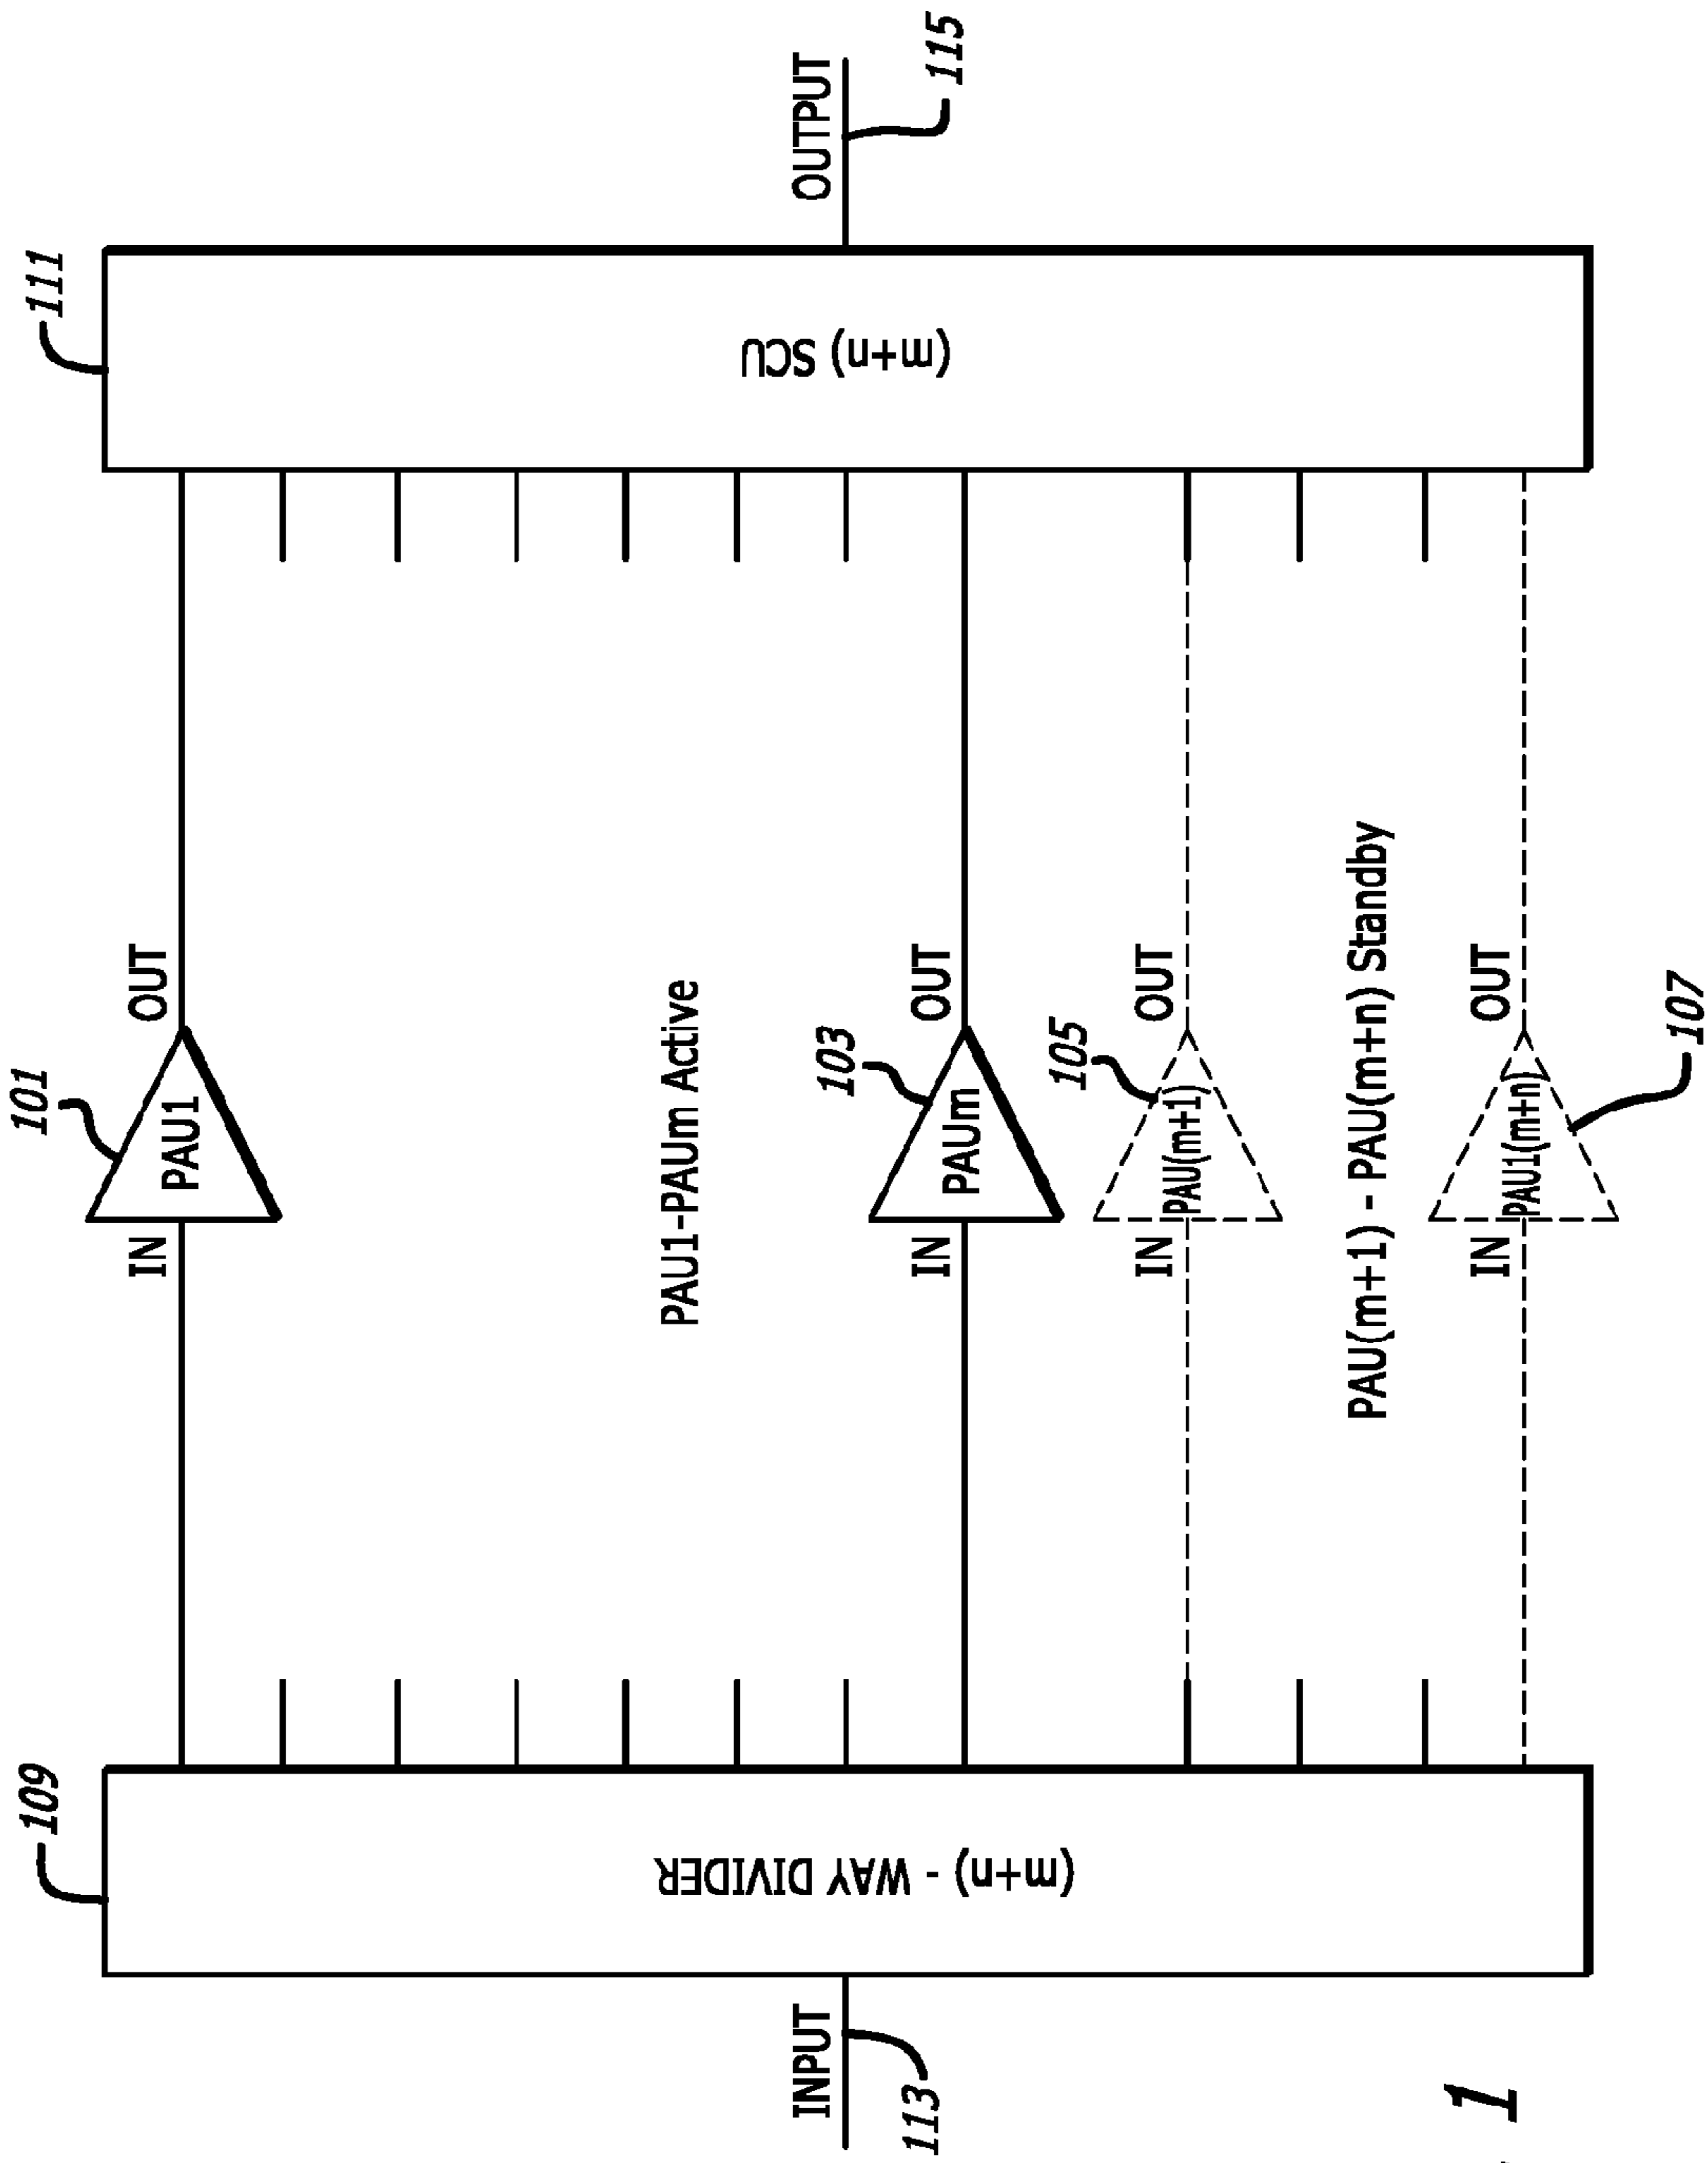 101
IN
PAU1
OUT
109
(m+n) - WAY DIVIDER
111
(m+n) SCU
PAU1-PAUm Active
INPUT
113
OUTPUT
115
103
IN
PAUm
OUT
105
IN
PAU(m+1)
OUT
PAU(m+1) - PAU(m+n) Standby
IN
PAU1(m+n)
OUT
107
1